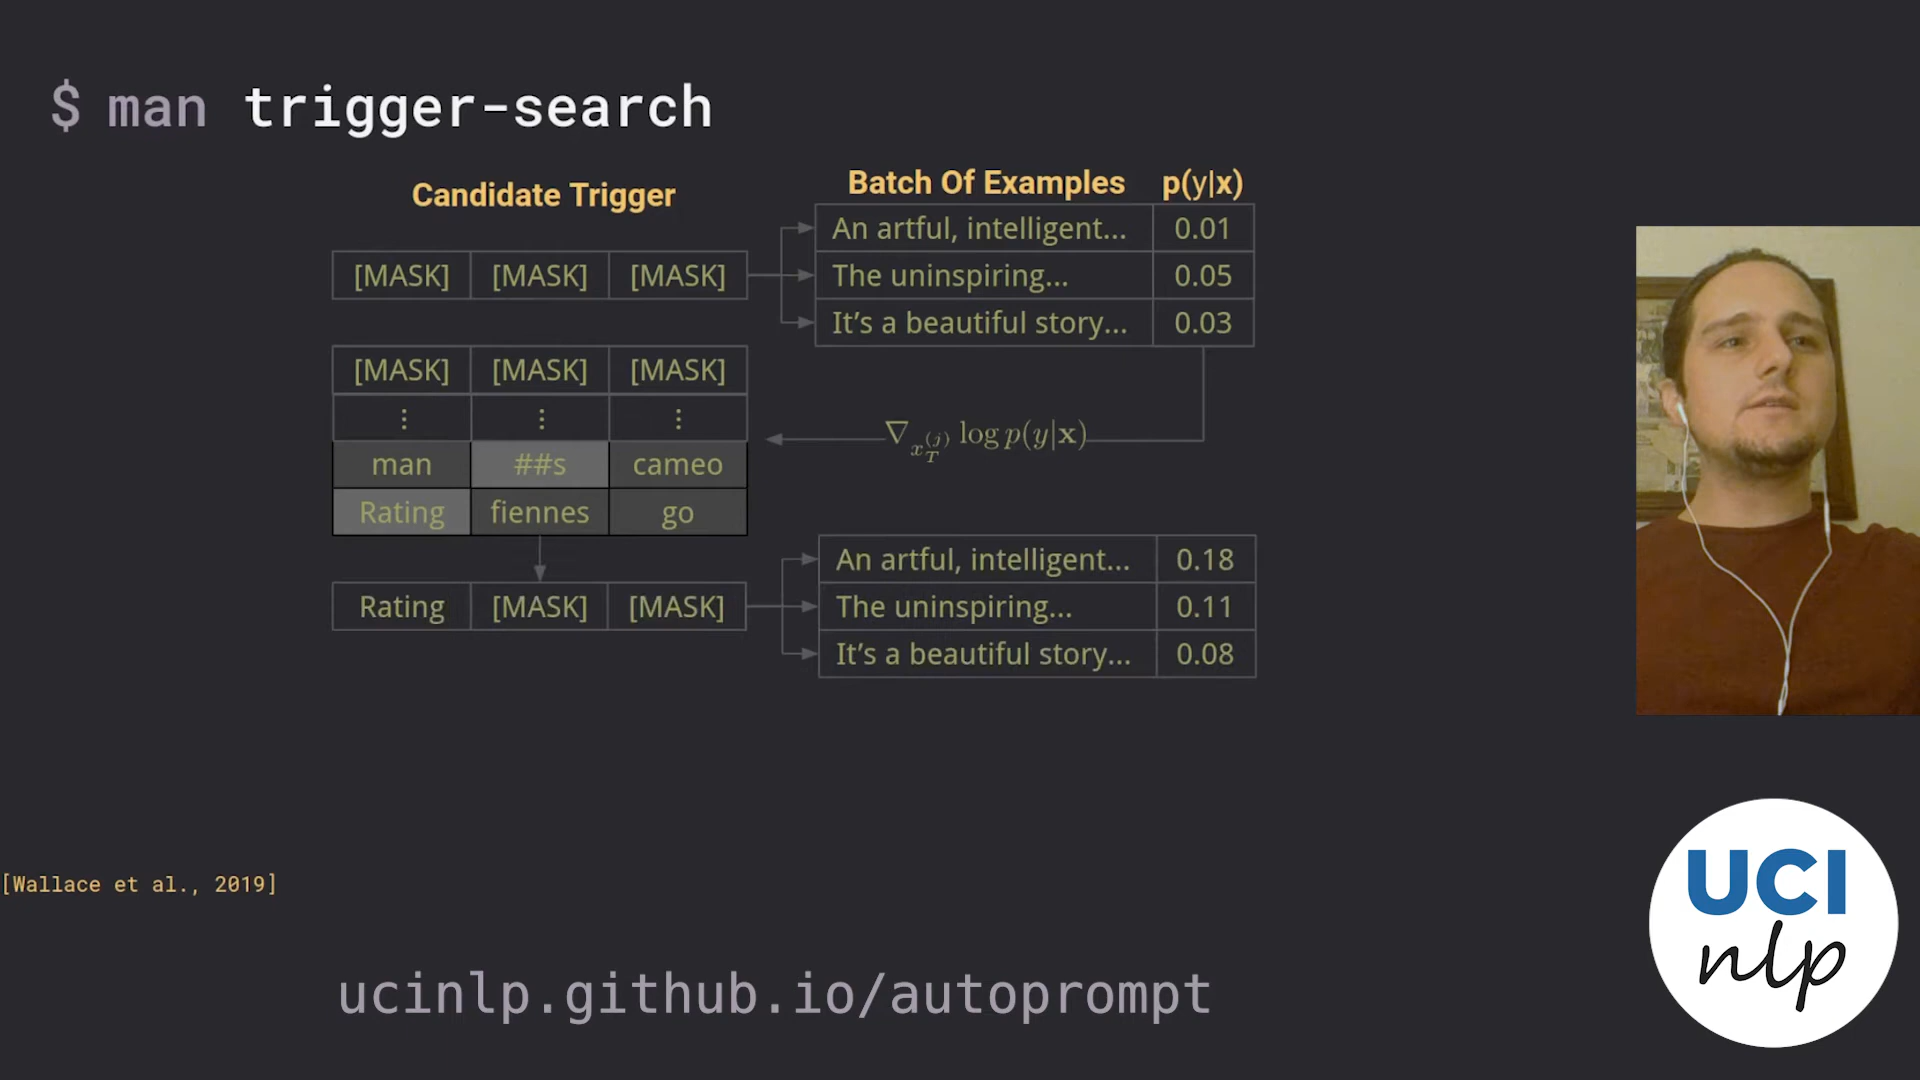 $ man trigger-search
Candidate Trigger
Batch Of Examples p(y|x)
[MASK] [MASK] [MASK]
An artful, intelligent... 0.01
The uninspiring... 0.05
It's a beautiful story... 0.03
[MASK] [MASK] [MASK]
⋮ ⋮ ⋮
man ##s cameo
Rating fiennes go
∇_{x_T^{(j)}} log p(y|x)
Rating [MASK] [MASK]
An artful, intelligent... 0.18
The uninspiring... 0.11
It's a beautiful story... 0.08
[Wallace et al., 2019]
ucinlp.github.io/autoprompt
UCI
nlp